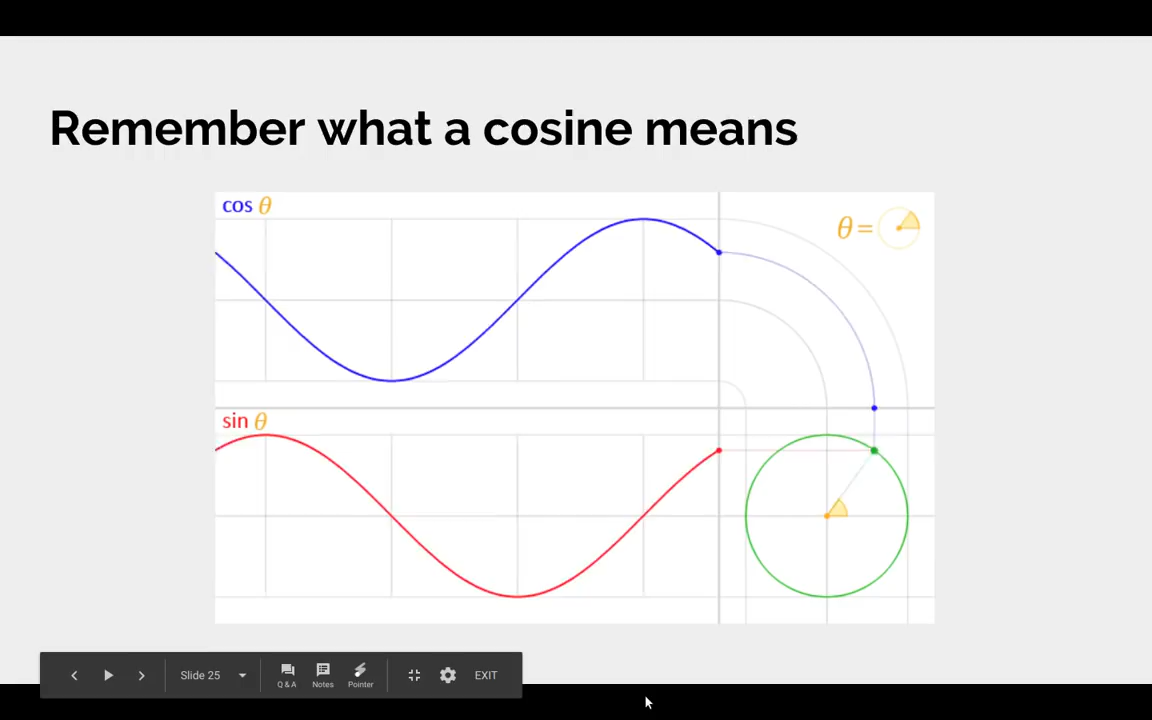 Remember what a cosine means
cos θ
θ =
sin θ
Slide 25
Q & A
Notes
Pointer
EXIT